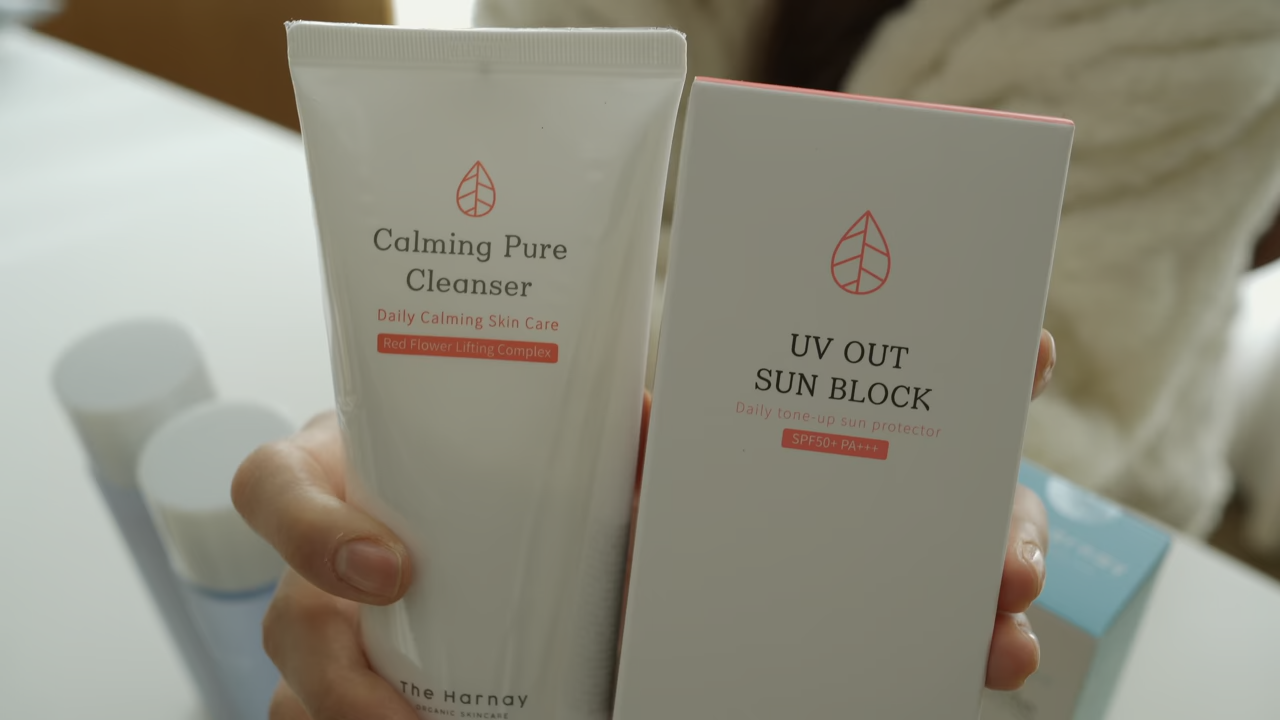 Calming Pure
Cleanser
Daily Calming Skin Care
Red Flower Lifting Complex
The Harnay
ORGANIC SKINCARE
UV OUT
SUN BLOCK
Daily tone-up sun protector
SPF50+ PA+++